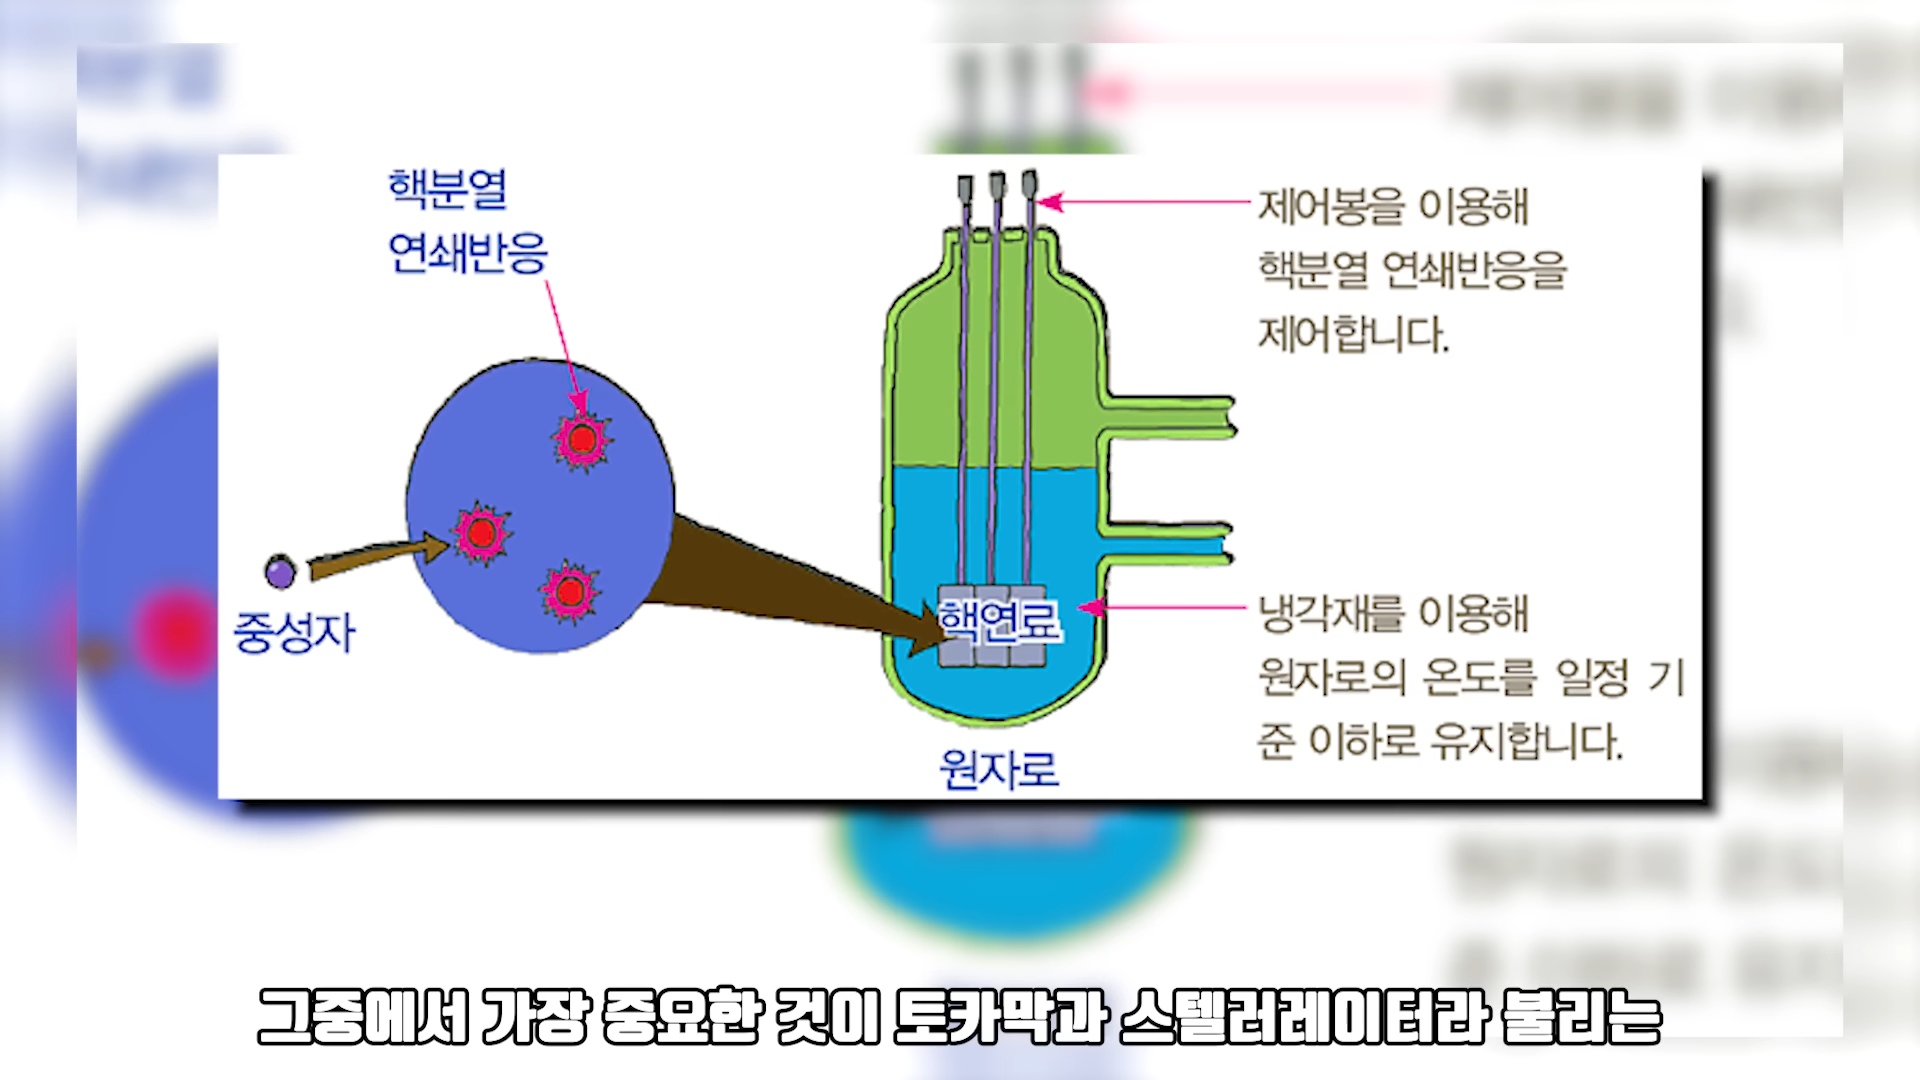 핵분열
연쇄반응
제어봉을 이용해
핵분열 연쇄반응을
제어합니다.
중성자
핵연료
냉각재를 이용해
원자로의 온도를 일정 기
준 이하로 유지합니다.
원자로
그중에서 가장 중요한 것이 토카막과 스텔러레이터라 불리는